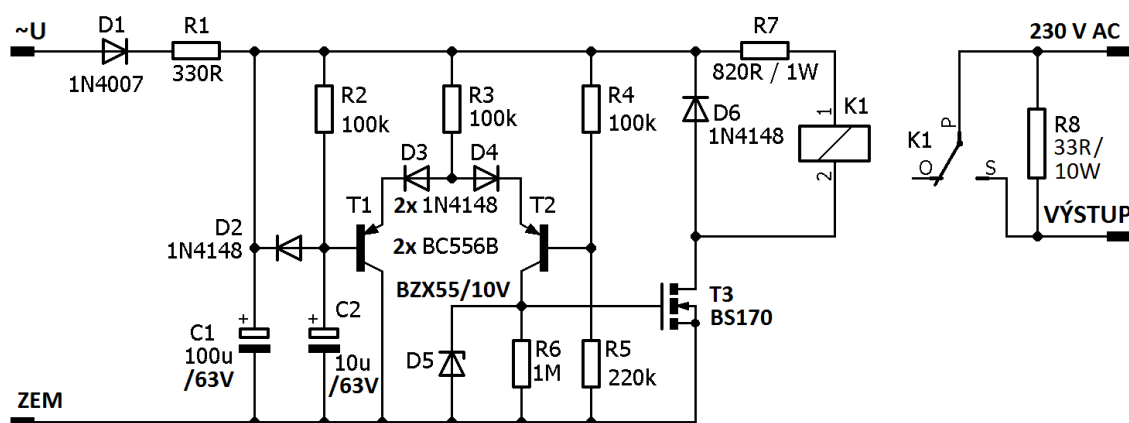 ~U
D1
1N4007
R1
330R
R2
100k
R3
100k
R4
100k
R7
820R / 1W
D6
1N4148
1
K1
2
230 V AC
K1
P
O
S
R8
33R/
10W
VÝSTUP
D3
D4
2x 1N4148
T1
T2
2x BC556B
D2
1N4148
BZX55/10V
T3
BS170
+
C1
100u
/63V
+
C2
10u
/63V
D5
R6
1M
R5
220k
ZEM